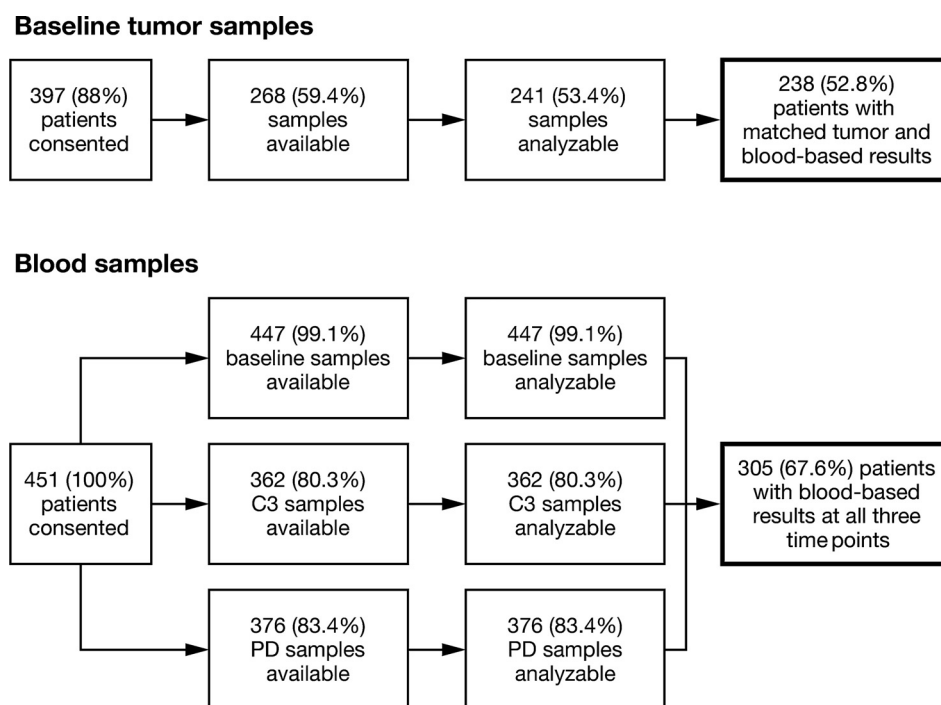 Baseline tumor samples
397 (88%)
patients
consented
268 (59.4%)
samples
available
241 (53.4%)
samples
analyzable
238 (52.8%)
patients with
matched tumor and
blood-based results
Blood samples
451 (100%)
patients
consented
447 (99.1%)
baseline samples
available
447 (99.1%)
baseline samples
analyzable
362 (80.3%)
C3 samples
available
362 (80.3%)
C3 samples
analyzable
376 (83.4%)
PD samples
available
376 (83.4%)
PD samples
analyzable
305 (67.6%) patients
with blood-based
results at all three
time points